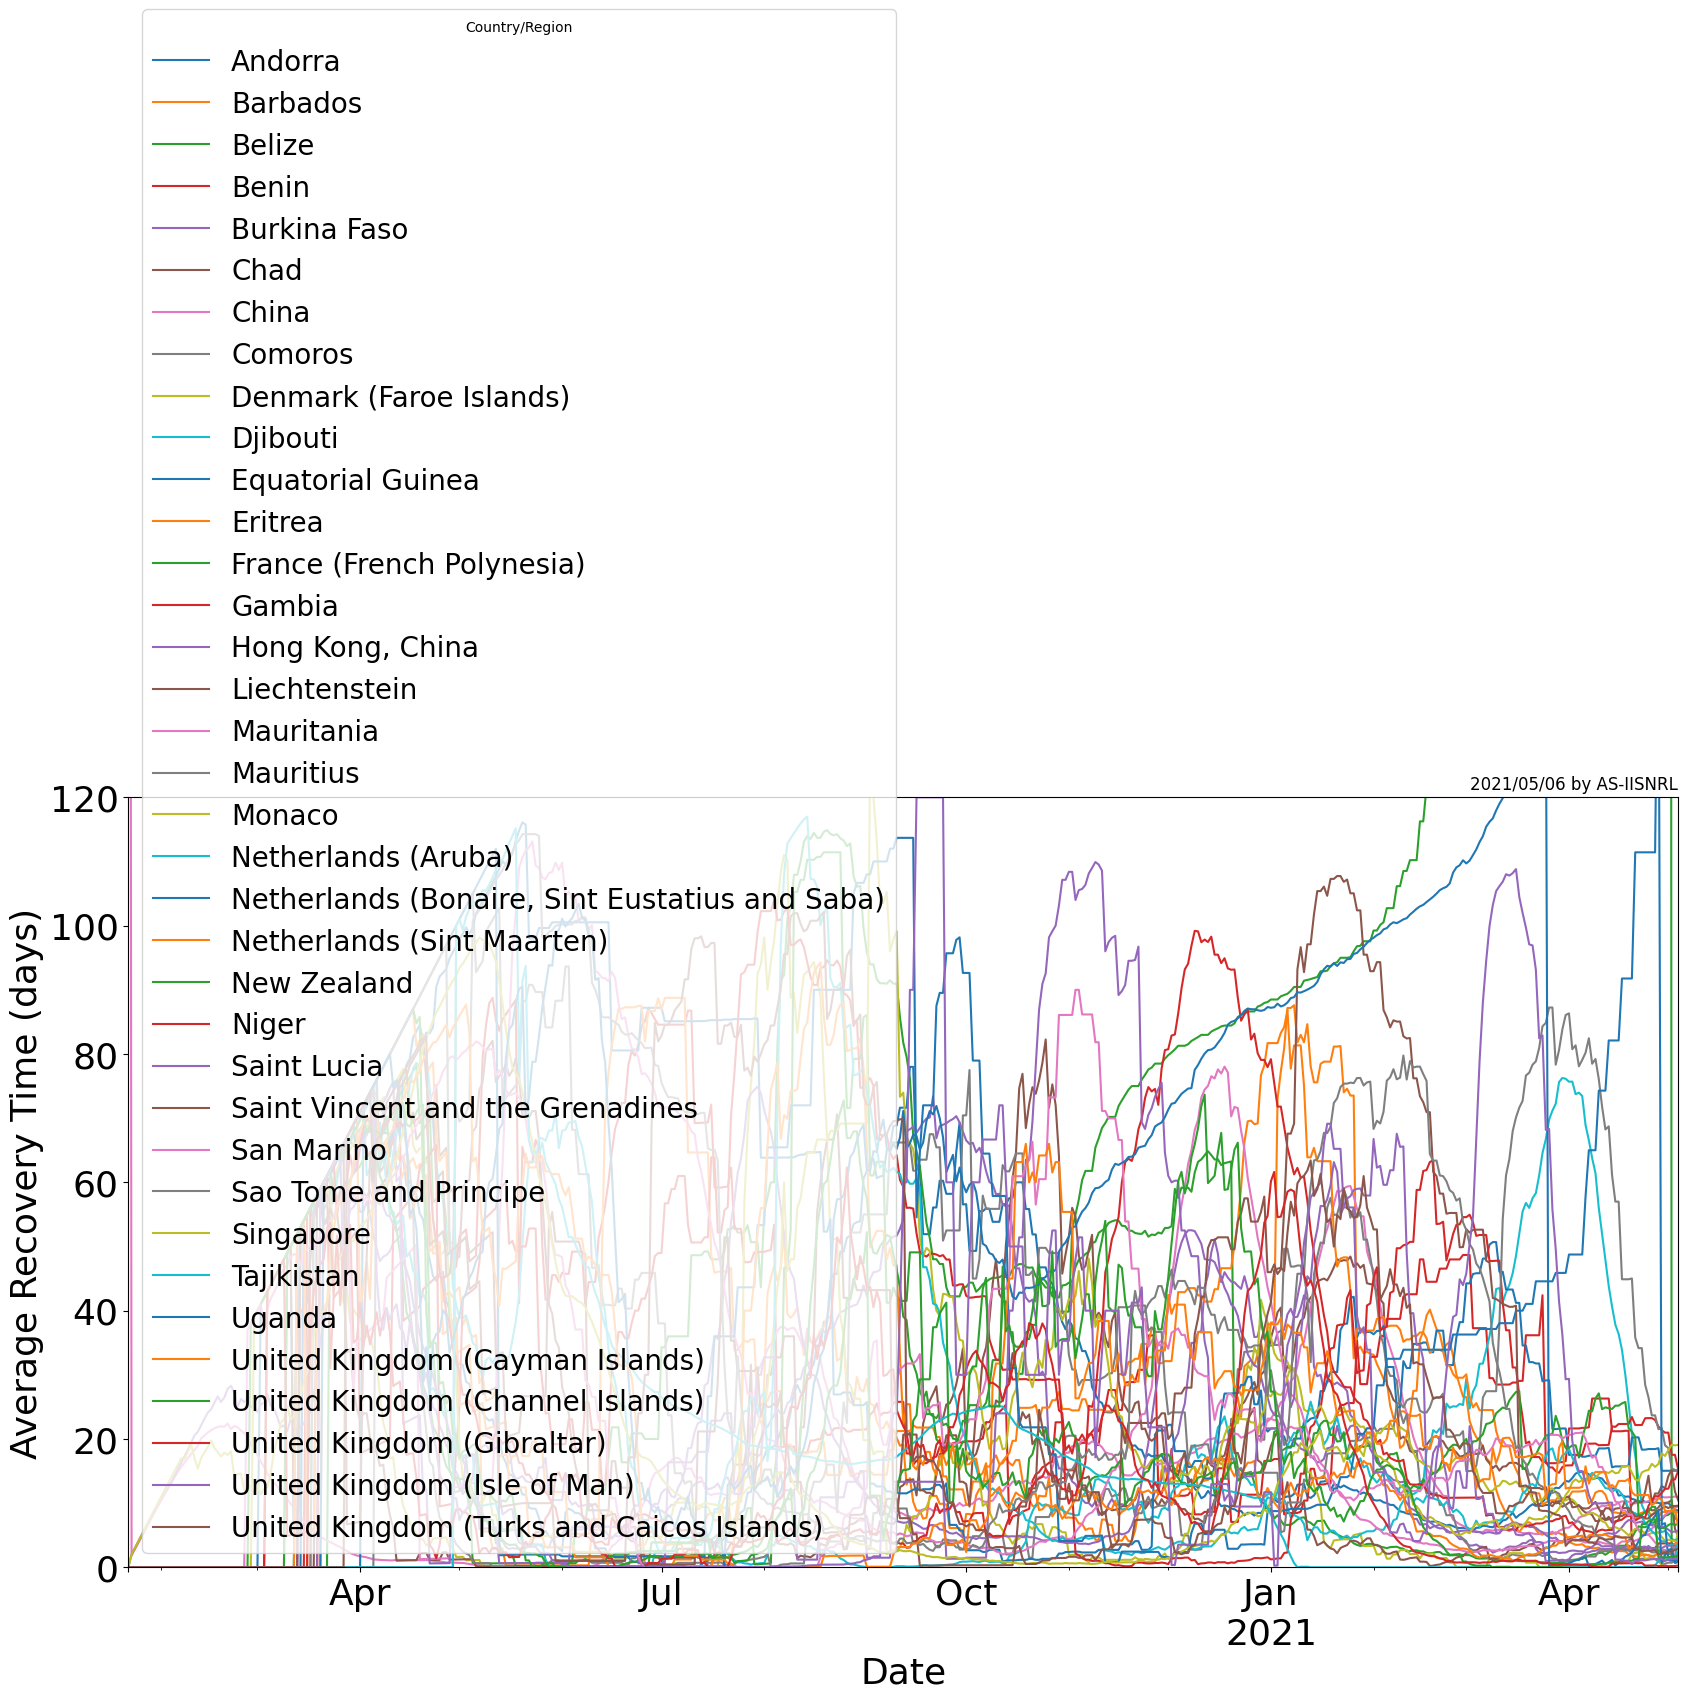 Country/Region
Andorra
Barbados
Belize
Benin
Burkina Faso
Chad
China
Comoros
Denmark (Faroe Islands)
Djibouti
Equatorial Guinea
Eritrea
France (French Polynesia)
Gambia
Hong Kong, China
Liechtenstein
Mauritania
Mauritius
Monaco
Netherlands (Aruba)
Netherlands (Bonaire, Sint Eustatius and Saba)
Netherlands (Sint Maarten)
New Zealand
Niger
Saint Lucia
Saint Vincent and the Grenadines
San Marino
Sao Tome and Principe
Singapore
Tajikistan
Uganda
United Kingdom (Cayman Islands)
United Kingdom (Channel Islands)
United Kingdom (Gibraltar)
United Kingdom (Isle of Man)
United Kingdom (Turks and Caicos Islands)
2021/05/06 by AS-IISNRL
Average Recovery Time (days)
120
100
80
60
40
20
0
Apr Jul Oct Jan Apr
2021
Date